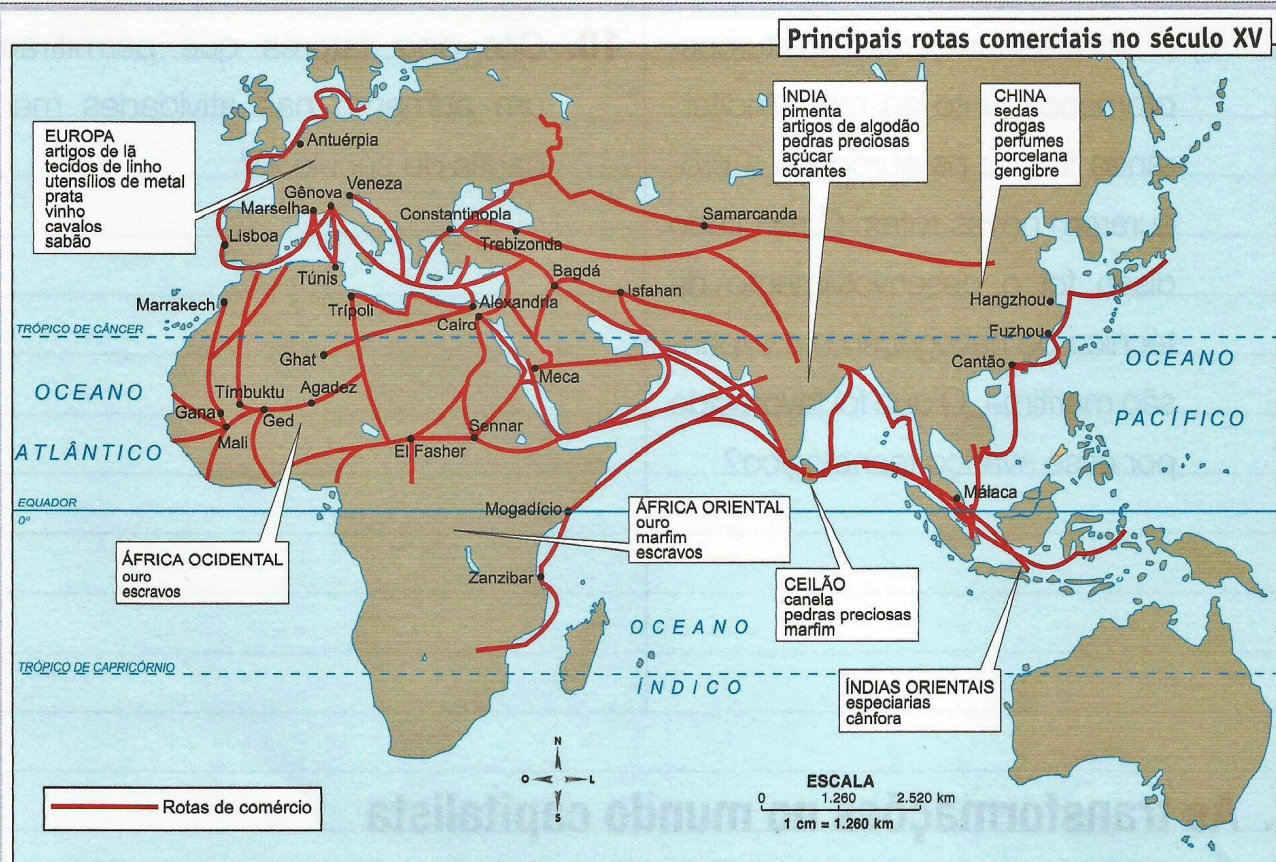 Principais rotas comerciais no século XV
EUROPA
artigos de lã
tecidos de linho
utensílios de metal
prata
vinho
cavalos
sabão
ÍNDIA
pimenta
artigos de algodão
pedras preciosas
açúcar
corantes
CHINA
sedas
drogas
perfumes
porcelana
gengibre
Antuérpia
Veneza
Gênova
Marselha
Constantinopla
Samarcanda
Lisboa
Trebizonda
Túnis
Bagdá
Isfahan
Marrakech
Trípoli
Alexandria
Hangzhou
Cairo
TRÓPICO DE CÂNCER
Fuzhou
Ghat
Cantão
OCEANO
PACÍFICO
Meca
OCEANO
ATLÂNTICO
Tímbuktu
Agadez
Gana
Ged
Mali
Sennar
El Fasher
Málaca
EQUADOR
0°
Mogadício
ÁFRICA ORIENTAL
ouro
marfim
escravos
ÁFRICA OCIDENTAL
ouro
escravos
Zanzibar
CEILÃO
canela
pedras preciosas
marfim
OCEANO
ÍNDICO
TRÓPICO DE CAPRICÓRNIO
ÍNDIAS ORIENTAIS
especiarias
cânfora
N
O
L
S
ESCALA
0 1.260 2.520 km
1 cm = 1.260 km
Rotas de comércio